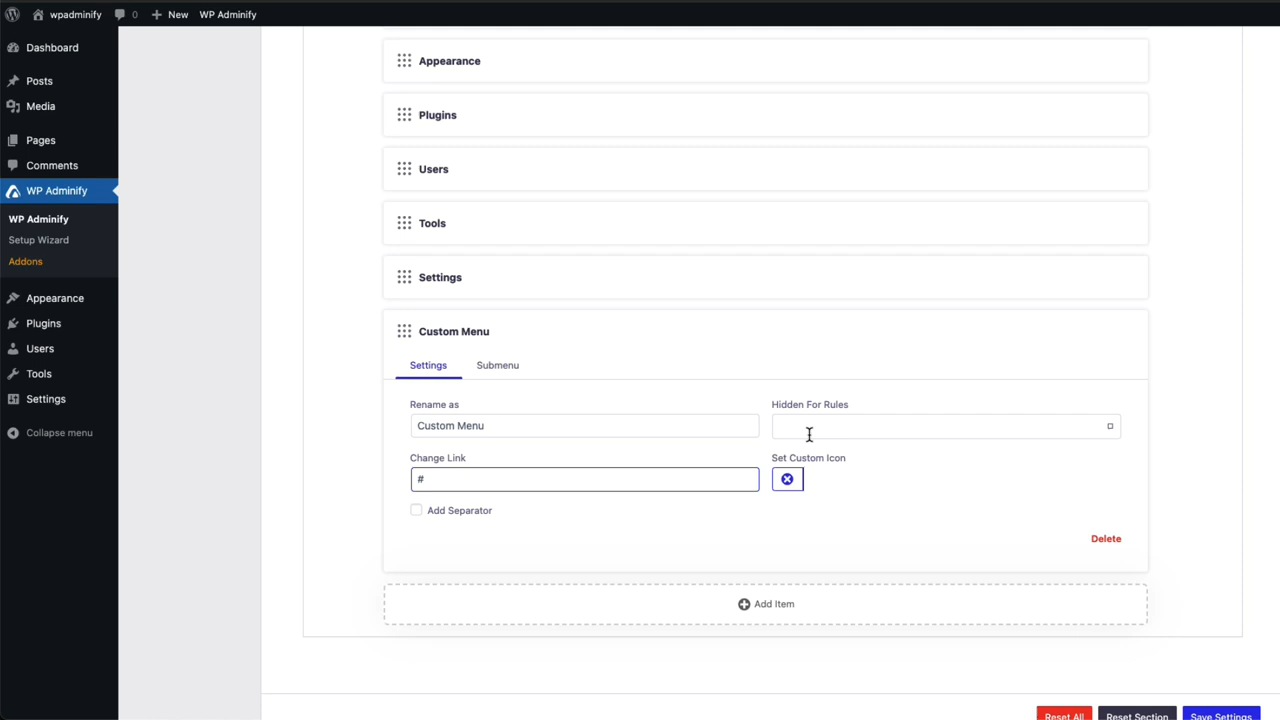 wpadminify
0
New
WP Adminify
Dashboard
Posts
Media
Pages
Comments
WP Adminify
WP Adminify
Setup Wizard
Addons
Appearance
Plugins
Users
Tools
Settings
Collapse menu
Appearance
Plugins
Users
Tools
Settings
Custom Menu
Settings
Submenu
Rename as
Hidden For Rules
Custom Menu
Change Link
Set Custom Icon
#
Add Separator
Delete
Add Item
Reset All
Reset Section
Save Settings